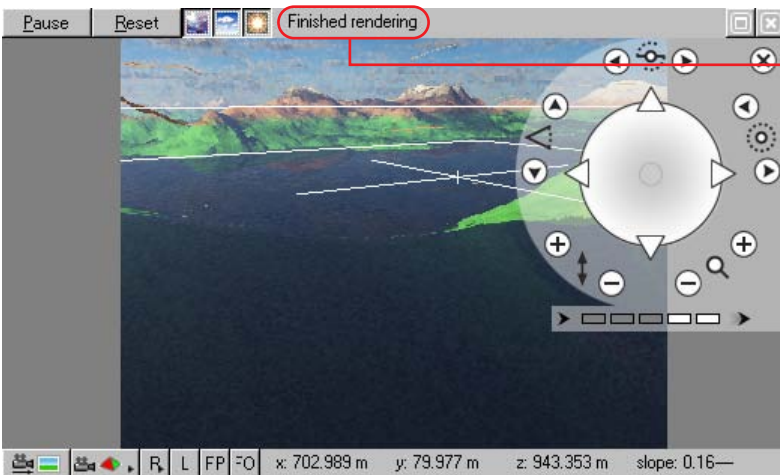 Pause Reset Finished rendering
R L FP FO x: 702.989 m y: 79.977 m z: 943.353 m slope: 0.16